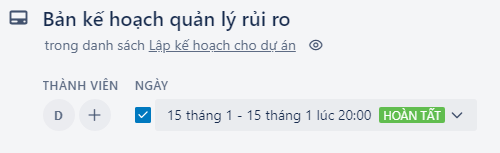 Bản kế hoạch quản lý rủi ro
trong danh sách Lập kế hoạch cho dự án
THÀNH VIÊN NGÀY
D 15 tháng 1 - 15 tháng 1 lúc 20:00 HOÀN TẤT